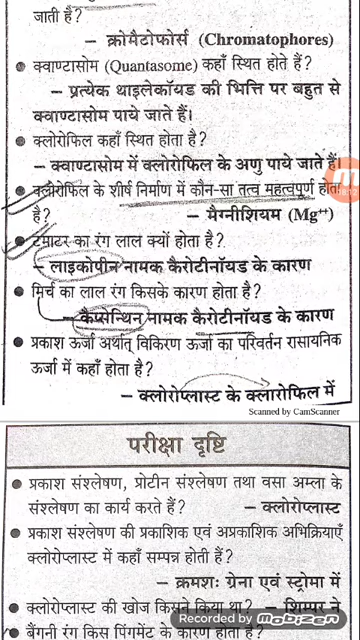 जाती है?
– क्रोमैटोफोर्स (Chromatophores)
● क्वाण्टासोम (Quantasome) कहाँ स्थित होते हैं?
– प्रत्येक थाइलेकॉयड की भित्ति पर बहुत से
क्वाण्टासोम पाये जाते हैं।
● क्लोरोफिल कहाँ स्थित होता है?
– क्वाण्टासोम में क्लोरोफिल के अणु पाये जाते हैं
● क्लोरोफिल के शीर्ष निर्माण में कौन-सा तत्व महत्वपूर्ण होता
है? – मैग्नीशियम (Mg⁺⁺)
● टमाटर का रंग लाल क्यों होता है?
– लाइकोपीन नामक कैरोटीनॉयड के कारण
● मिर्च का लाल रंग किसके कारण होता है?
– कैप्सेन्थिन नामक कैरोटीनॉयड के कारण
● प्रकाश ऊर्जा अर्थात् विकिरण ऊर्जा का परिवर्तन रासायनिक
ऊर्जा में कहाँ होता है?
– क्लोरोप्लास्ट के क्लारोफिल में
Scanned by CamScanner
परीक्षा दृष्टि
● प्रकाश संश्लेषण, प्रोटीन संश्लेषण तथा वसा अम्ला के
संश्लेषण का कार्य करते हैं? – क्लोरोप्लास्ट
● प्रकाश संश्लेषण की प्रकाशिक एवं अप्रकाशिक अभिक्रियाएँ
क्लोरोप्लास्ट में कहाँ सम्पन्न होती हैं?
– क्रमशः ग्रेना एवं स्ट्रोमा में
● क्लोरोप्लास्ट की खोज किसने किया था? – शिम्पर ने
● बैंगनी रंग किस पिंगमेंट के कारण होता है?
RECORDED BY
MOBIZEN